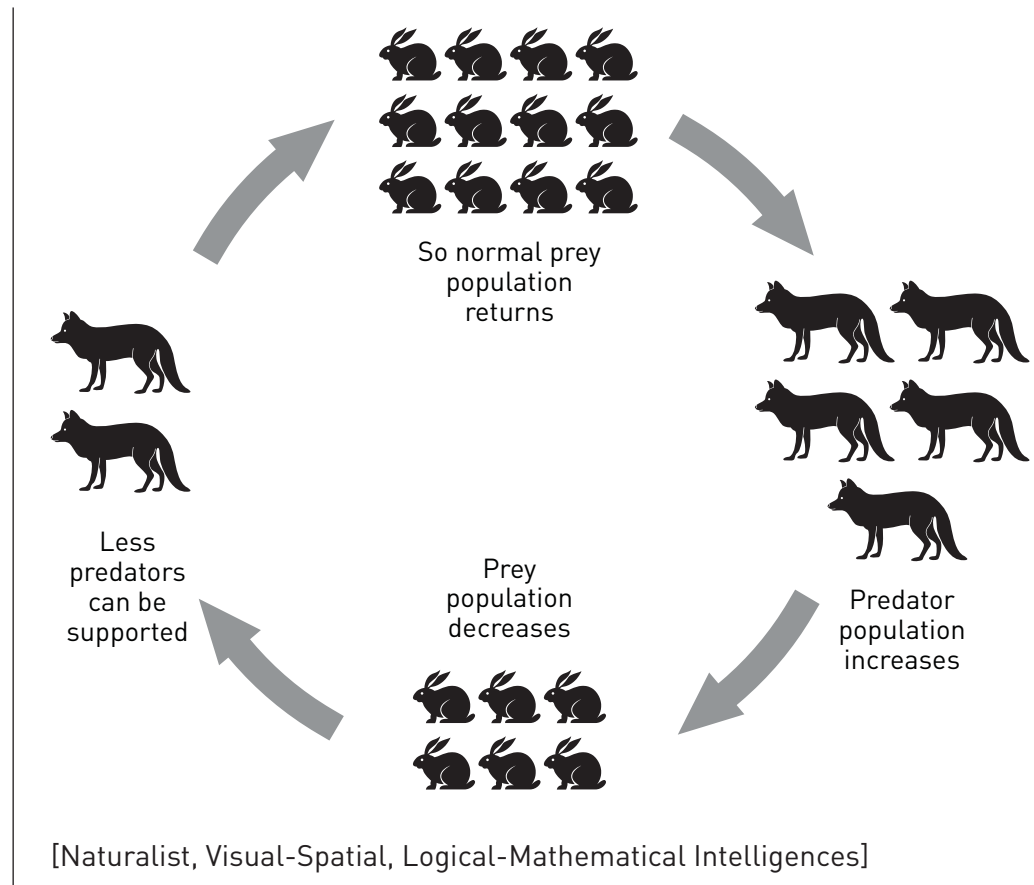 So normal prey
population
returns
Predator
population
increases
Prey
population
decreases
Less
predators
can be
supported
[Naturalist, Visual-Spatial, Logical-Mathematical Intelligences]